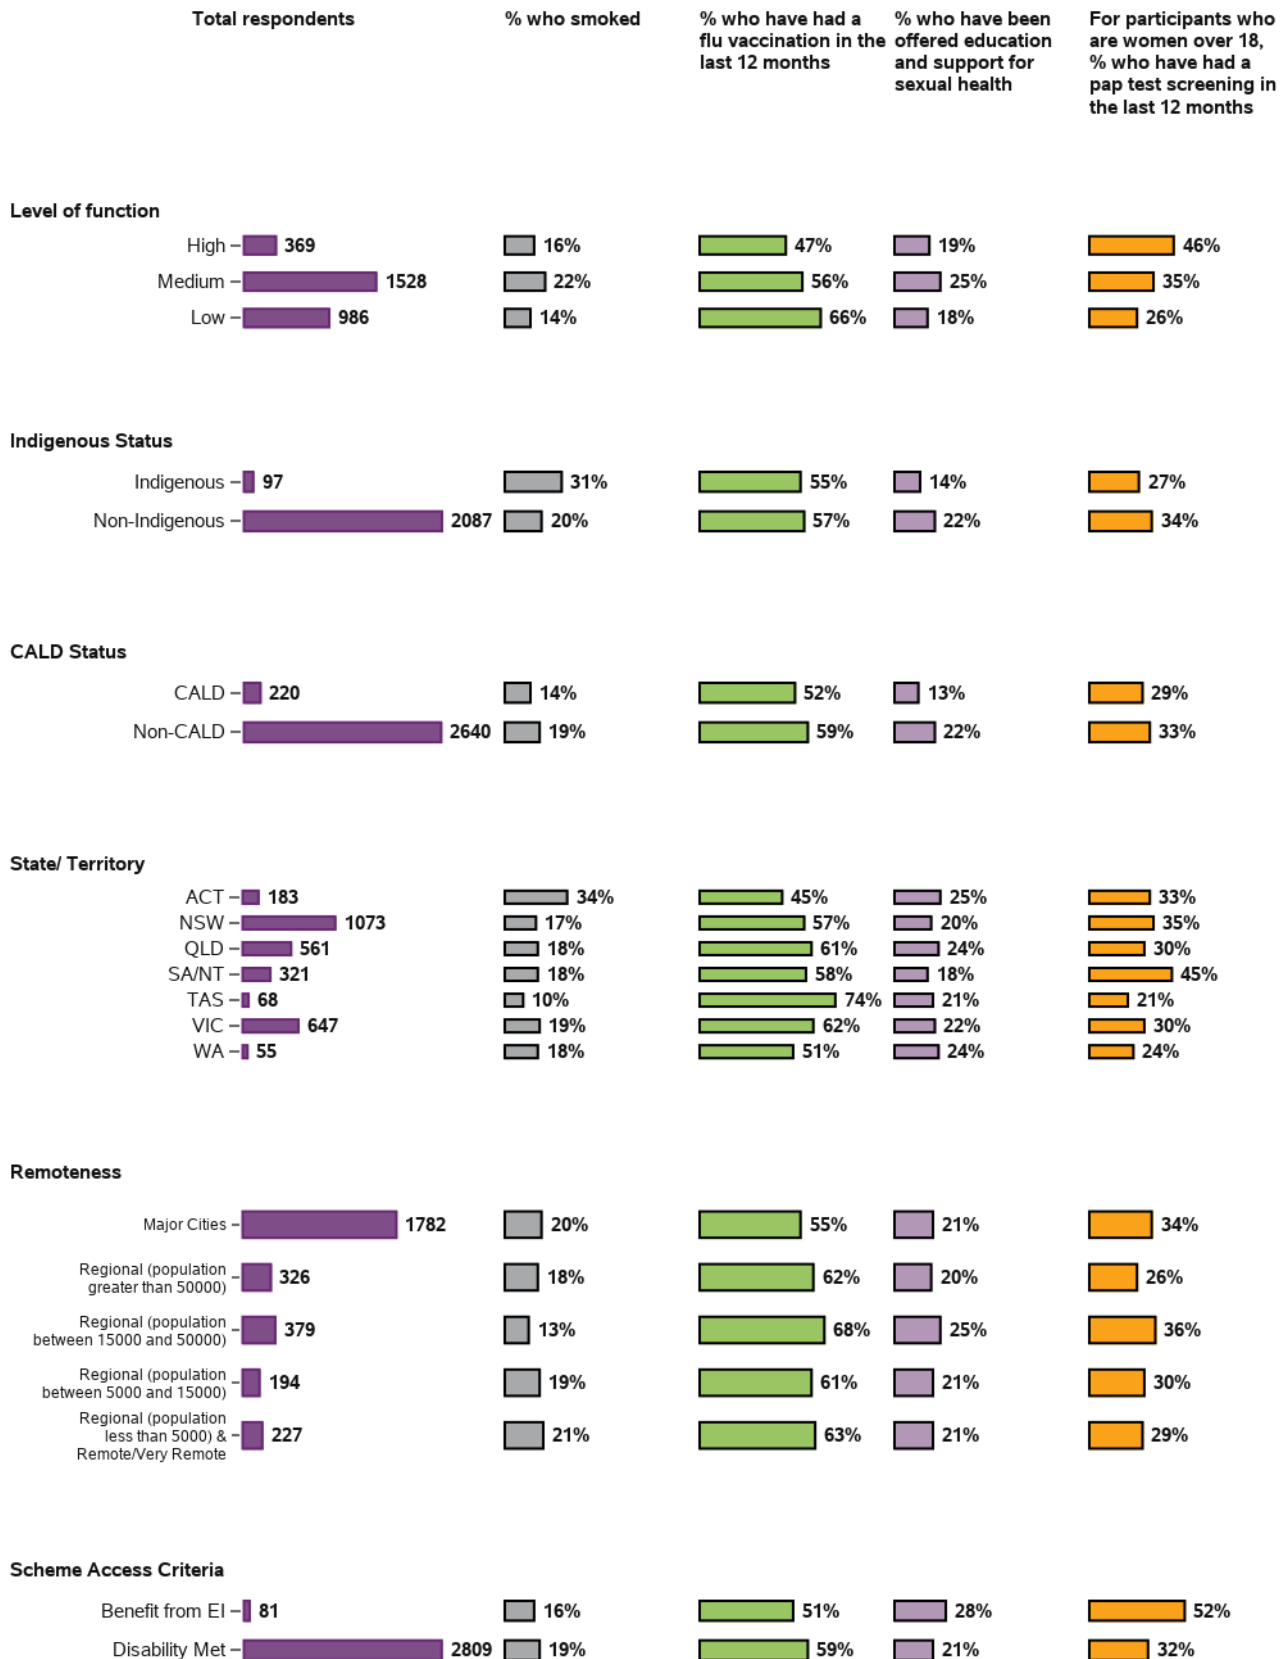 Total respondents
% who smoked
% who have had a
flu vaccination in the
last 12 months
% who have been
offered education
and support for
sexual health
For participants who
are women over 18,
% who have had a
pap test screening in
the last 12 months
Level of function
High 369 16% 47% 19% 46%
Medium 1528 22% 56% 25% 35%
Low 986 14% 66% 18% 26%
Indigenous Status
Indigenous 97 31% 55% 14% 27%
Non-Indigenous 2087 20% 57% 22% 34%
CALD Status
CALD 220 14% 52% 13% 29%
Non-CALD 2640 19% 59% 22% 33%
State/ Territory
ACT 183 34% 45% 25% 33%
NSW 1073 17% 57% 20% 35%
QLD 561 18% 61% 24% 30%
SA/NT 321 18% 58% 18% 45%
TAS 68 10% 74% 21% 21%
VIC 647 19% 62% 22% 30%
WA 55 18% 51% 24% 24%
Remoteness
Major Cities 1782 20% 55% 21% 34%
Regional (population
greater than 50000) 326 18% 62% 20% 26%
Regional (population
between 15000 and 50000) 379 13% 68% 25% 36%
Regional (population
between 5000 and 15000) 194 19% 61% 21% 30%
Regional (population
less than 5000) & 227 21% 63% 21% 29%
Remote/Very Remote
Scheme Access Criteria
Benefit from EI 81 16% 51% 28% 52%
Disability Met 2809 19% 59% 21% 32%